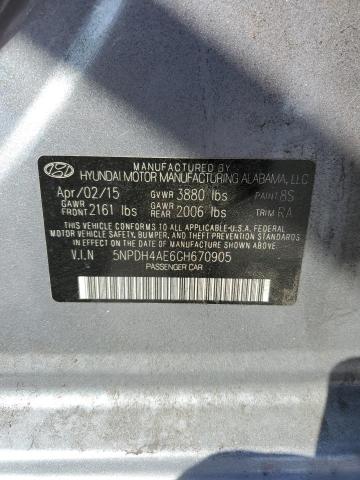 MANUFACTURED BY
HYUNDAI MOTOR MANUFACTURING ALABAMA, LLC
Apr/02/15 GVWR 3880 lbs PAINT 8S
GAWR FRONT 2161 lbs GAWR REAR 2006 lbs TRIM RA
THIS VEHICLE CONFORMS TO ALL APPLICABLE U.S.A. FEDERAL
MOTOR VEHICLE SAFETY, BUMPER, AND THEFT PREVENTION
STANDARDS IN EFFECT ON THE DATE OF MANUFACTURE SHOWN ABOVE.
V.I.N 5NPDH4AE6GH670905
PASSENGER CAR